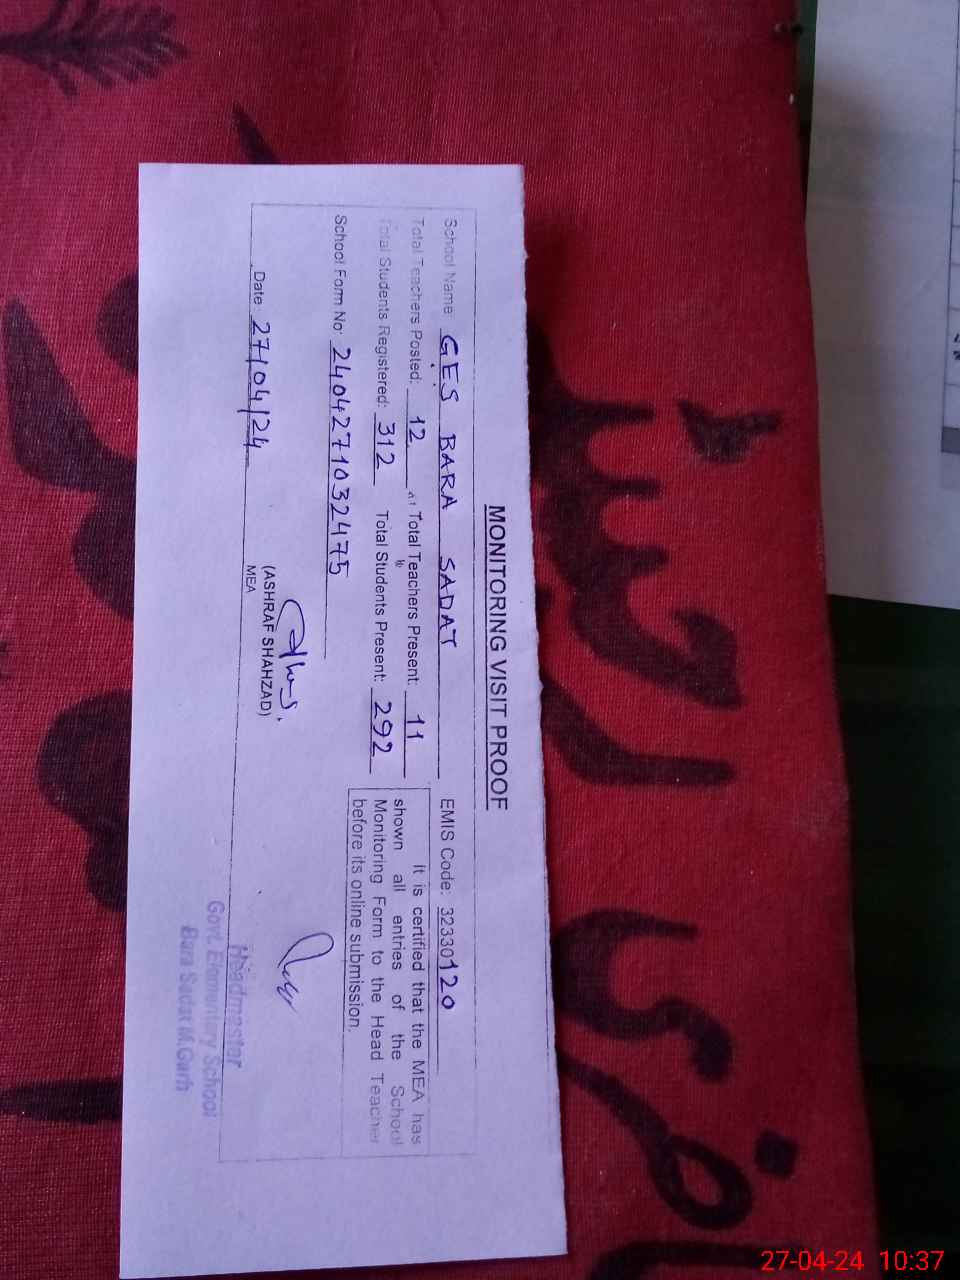 MONITORING VISIT PROOF
School Name: GES BARA SADAT EMIS Code: 32330120
Total Teachers Posted: 12 Total Teachers Present: 11
Total Students Registered: 312 Total Students Present: 292
School Form No: 2404271032475
It is certified that the MEA has
shown all entries of the School
Monitoring Form to the Head Teacher
before its online submission.
(ASHRAF SHAHZAD)
Date: 27/04/24 MEA
Headmaster
Govt. Elementary School
Bara Sadat M.Garh
27-04-24 10:37